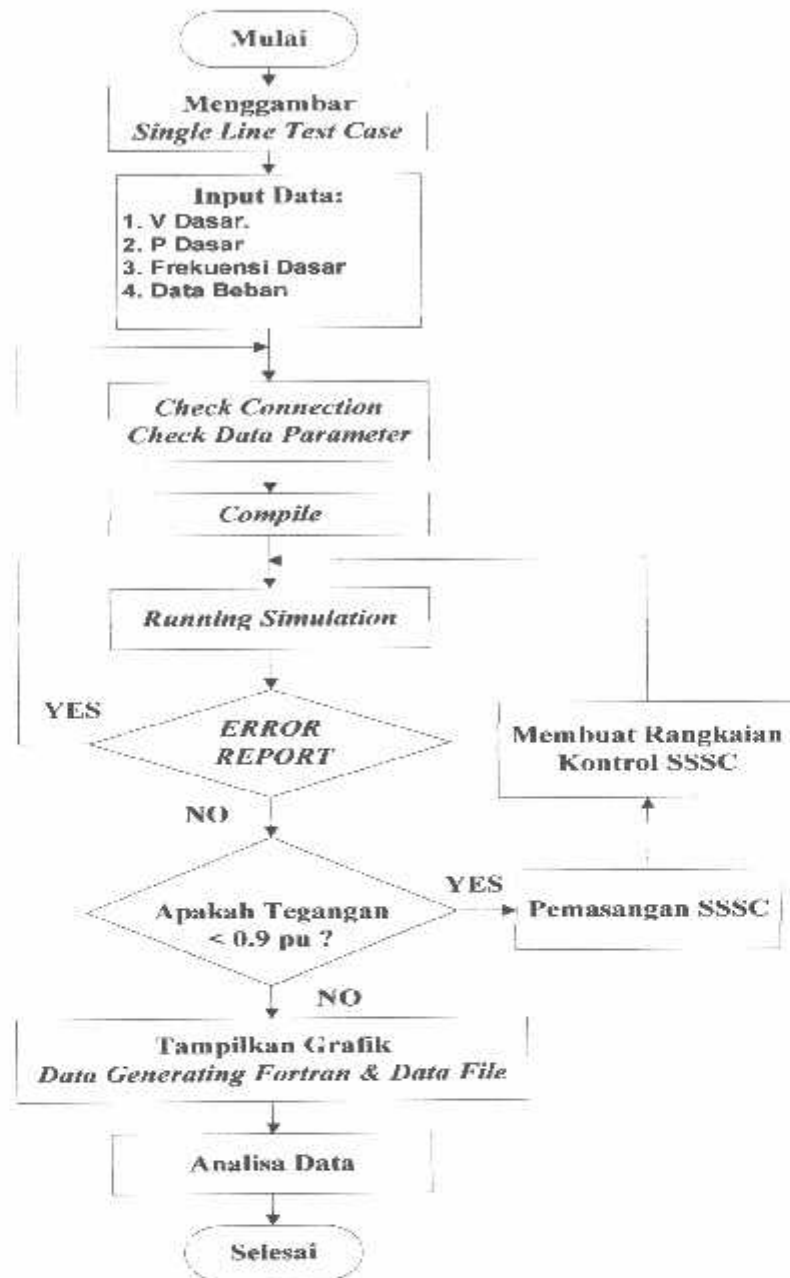 Mulai
Menggambar
Single Line Test Case
Input Data:
1. V Dasar.
2. P Dasar
3. Frekuensi Dasar
4. Data Beban
Check Connection
Check Data Parameter
Compile
Running Simulation
YES
ERROR
REPORT
Membuat Rangkaian
Kontrol SSSC
NO
Apakah Tegangan
< 0.9 pu ?
YES
Pemasangan SSSC
NO
Tampilkan Grafik
Data Generating Fortran & Data File
Analisa Data
Selesai